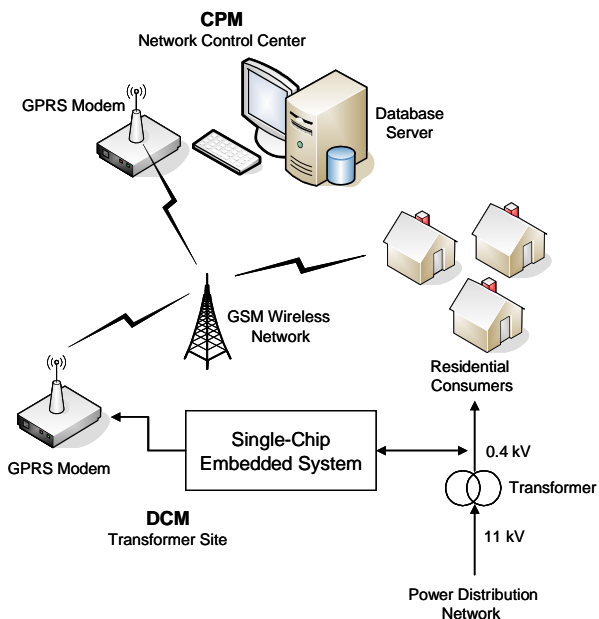 CPM
Network Control Center
GPRS Modem
Database
Server
GSM Wireless
Network
Residential
Consumers
GPRS Modem
Single-Chip
Embedded System
0.4 kV
Transformer
DCM
Transformer Site
11 kV
Power Distribution
Network